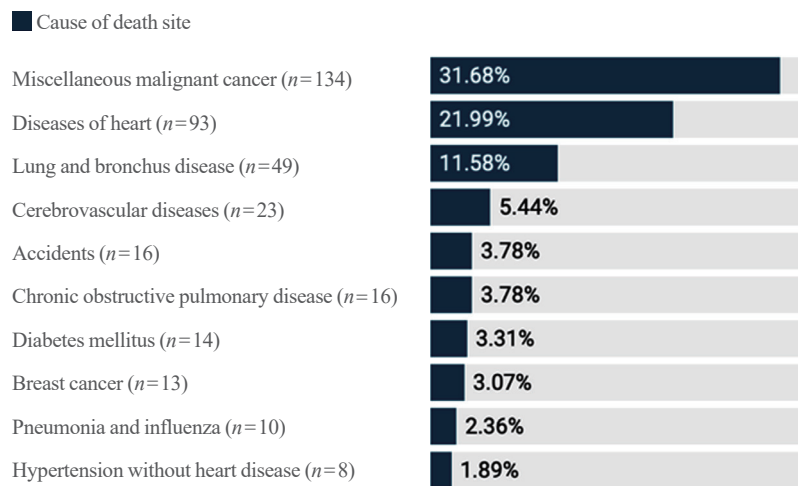 Cause of death site
Miscellaneous malignant cancer (n=134) 31.68%
Diseases of heart (n=93) 21.99%
Lung and bronchus disease (n=49) 11.58%
Cerebrovascular diseases (n=23) 5.44%
Accidents (n=16) 3.78%
Chronic obstructive pulmonary disease (n=16) 3.78%
Diabetes mellitus (n=14) 3.31%
Breast cancer (n=13) 3.07%
Pneumonia and influenza (n=10) 2.36%
Hypertension without heart disease (n=8) 1.89%